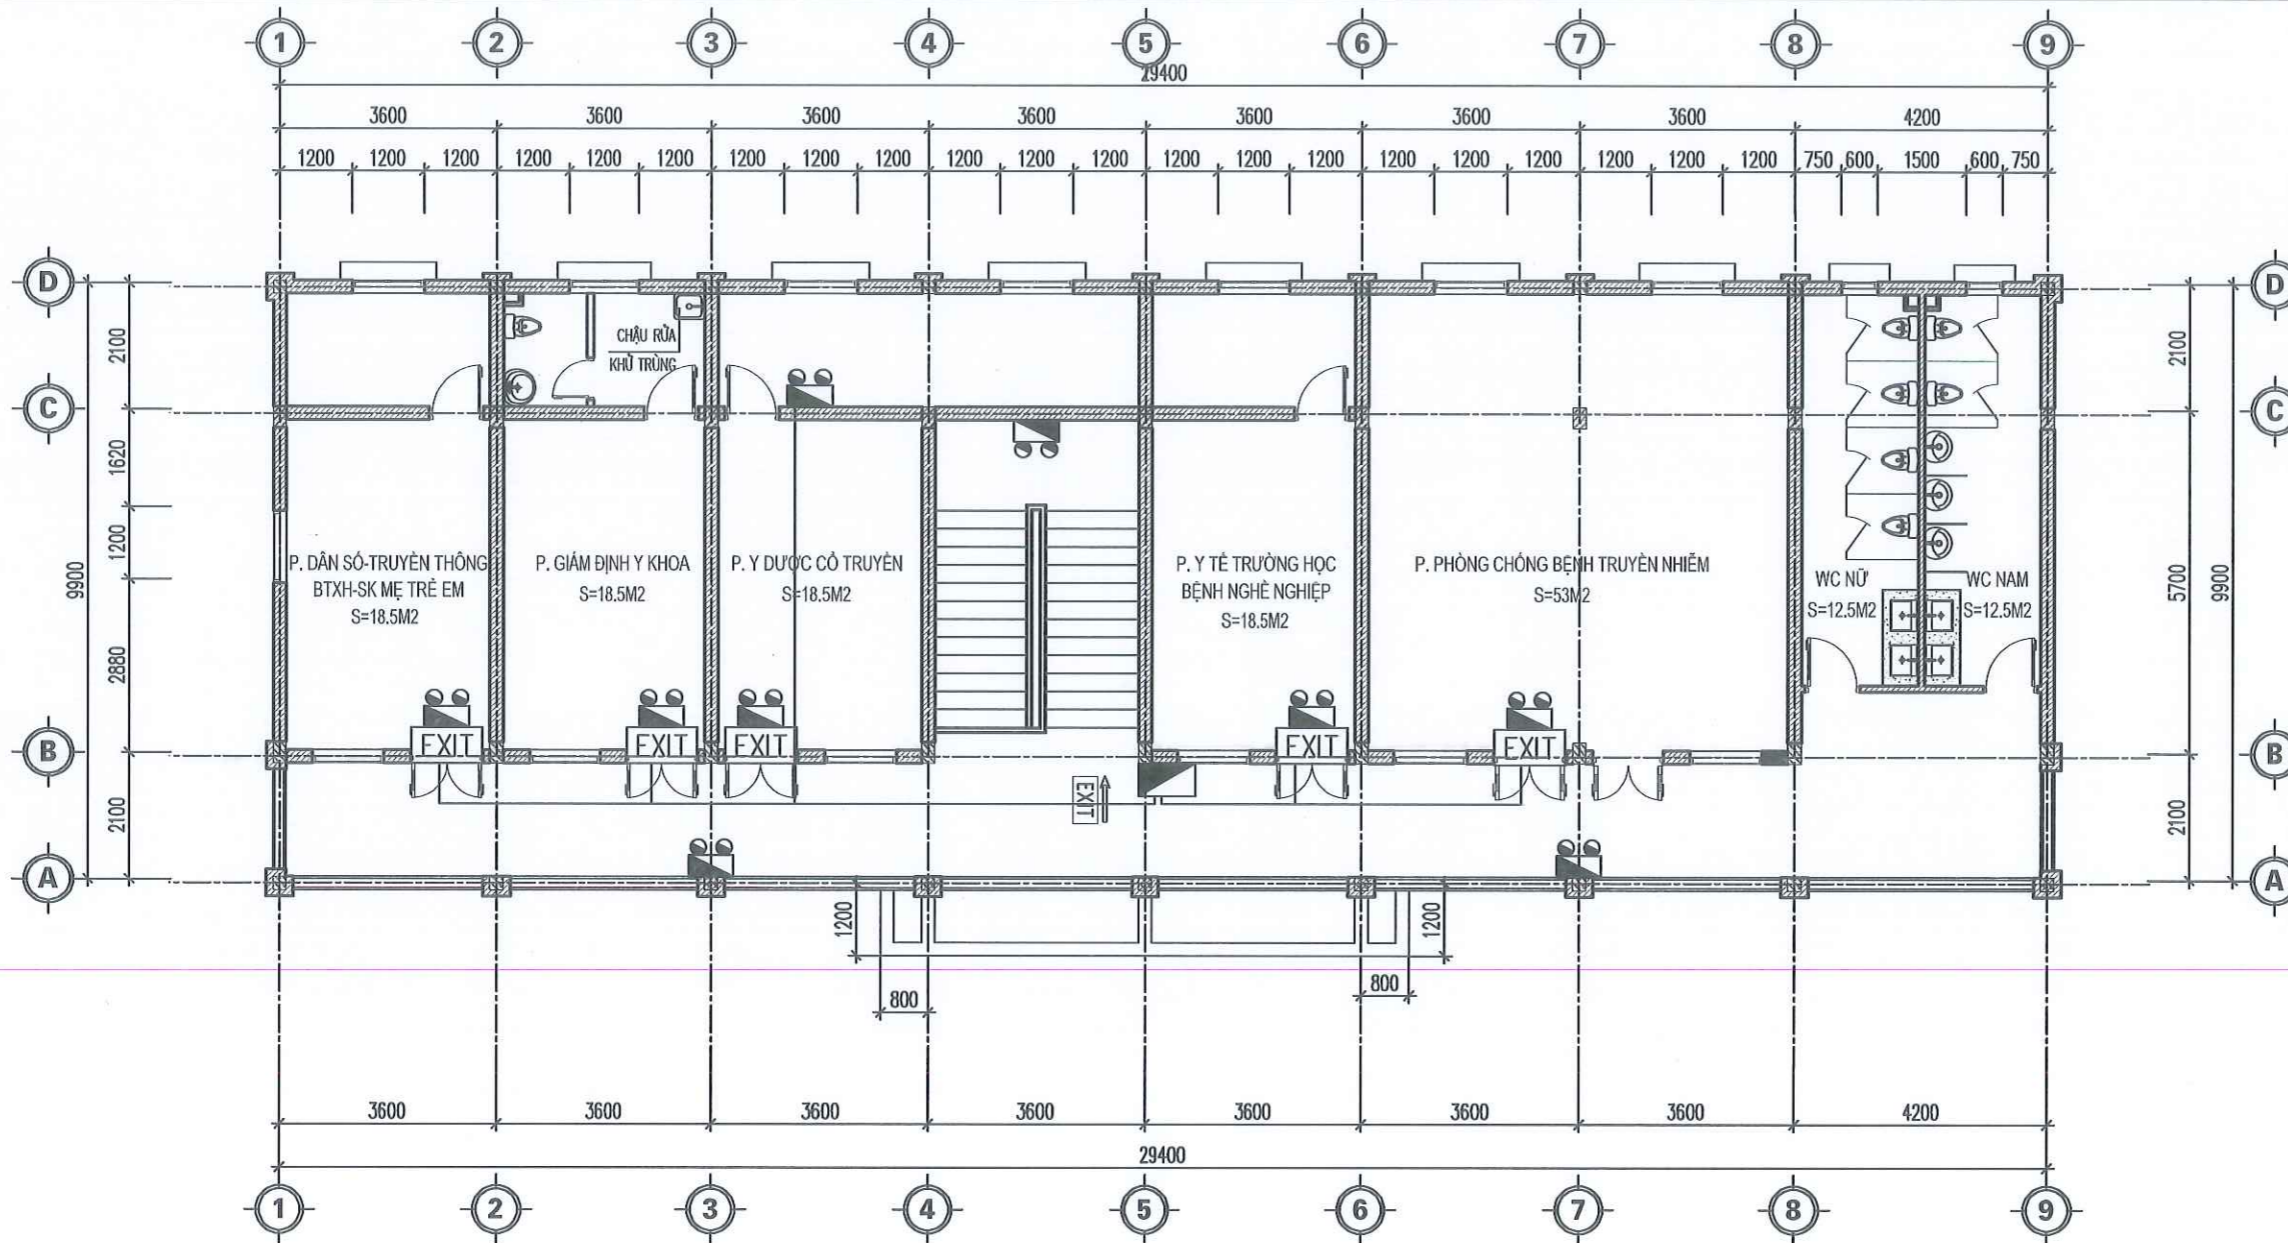 1 2 3 4 5 6 7 8 9
29400
3600 3600 3600 3600 3600 3600 3600 4200
1200 1200 1200 1200 1200 1200 1200 1200 1200 1200 1200 1200 1200 1200 1200 1200 1200 1200 1200 1200 1200 750 600 1500 600 750
D D
2100 2100
CHẬU RỬA
KHỬ TRÙNG
C C
1620
1200
9900
2880
5700
9900
P. DÂN SỐ-TRUYỀN THÔNG
BTXH-SK MẸ TRẺ EM
S=18.5M2
P. GIÁM ĐỊNH Y KHOA
S=18.5M2
P. Y DƯỢC CỔ TRUYỀN
S=18.5M2
P. Y TẾ TRƯỜNG HỌC
BỆNH NGHỀ NGHIỆP
S=18.5M2
P. PHÒNG CHỐNG BỆNH TRUYỀN NHIỄM
S=53M2
WC NỮ
S=12.5M2
WC NAM
S=12.5M2
EXIT EXIT EXIT EXIT EXIT
B B
EXIT
2100 2100
A A
1200 1200
800 800
3600 3600 3600 3600 3600 3600 3600 4200
29400
1 2 3 4 5 6 7 8 9